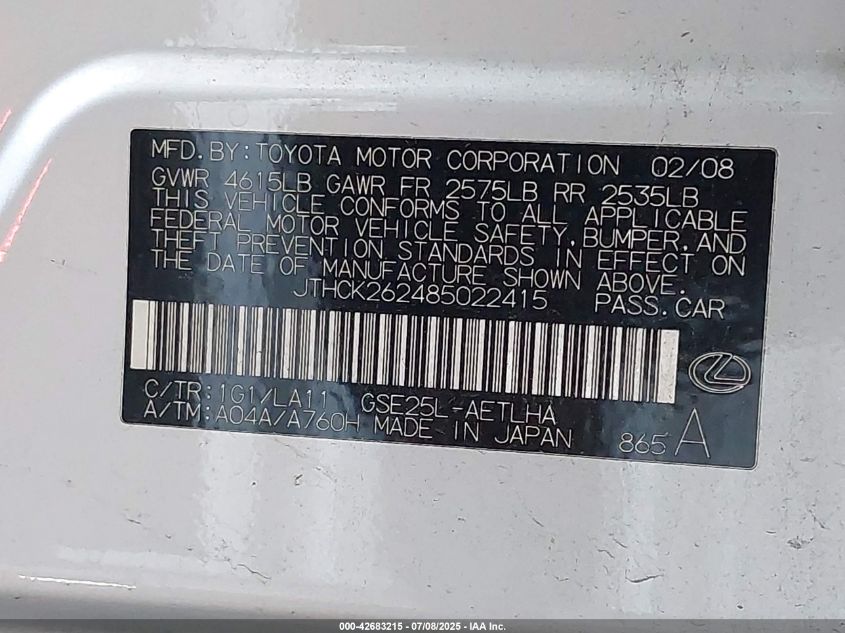 MFD.BY:TOYOTA MOTOR CORPORATION 02/08
GVWR 4615LB GAWR FR 2575LB RR 2535LB
THIS VEHICLE CONFORMS TO ALL APPLICABLE
FEDERAL MOTOR VEHICLE SAFETY,BUMPER,AND
THEFT PREVENTION STANDARDS IN EFFECT ON
THE DATE OF MANUFACTURE SHOWN ABOVE.
JTHCK262485022415 PASS.CAR
C/TR:1G1/LA11 GSE25L-AETLHA
A/TM:A04A/A760H MADE IN JAPAN 865 A
000-42683215 - 07/08/2025 - IAA Inc.